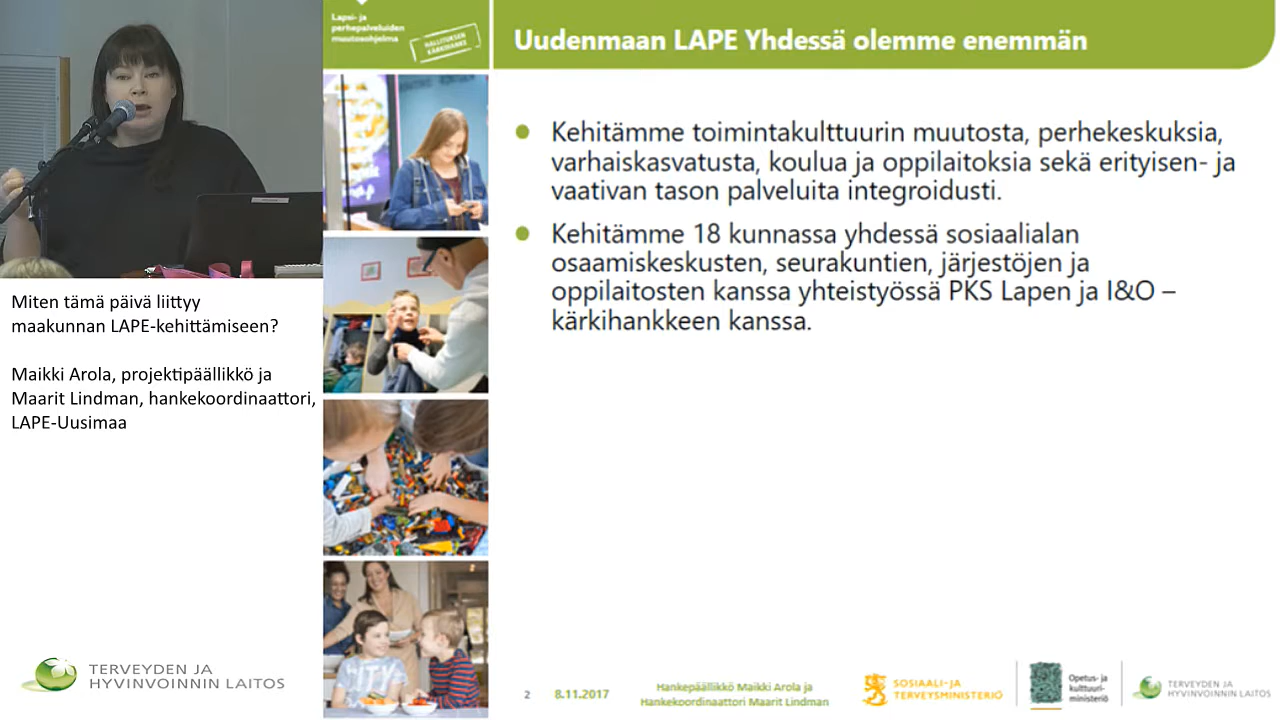 Lapsi- ja
perhepalveluiden
muutosohjelma
HALLITUKSEN
KÄRKIHANKE
Uudenmaan LAPE Yhdessä olemme enemmän
Kehitämme toimintakulttuurin muutosta, perhekeskuksia,
varhaiskasvatusta, koulua ja oppilaitoksia sekä erityisen- ja
vaativan tason palveluita integroidusti.
Kehitämme 18 kunnassa yhdessä sosiaalialan
osaamiskeskusten, seurakuntien, järjestöjen ja
oppilaitosten kanssa yhteistyössä PKS Lapen ja I&O –
kärkihankkeen kanssa.
Miten tämä päivä liittyy
maakunnan LAPE-kehittämiseen?
Maikki Arola, projektipäällikkö ja
Maarit Lindman, hankekoordinaattori,
LAPE-Uusimaa
TERVEYDEN JA
HYVINVOINNIN LAITOS
2
8.11.2017
Hankepäällikkö Maikki Arola ja
Hankekoordinaattori Maarit Lindman
SOSIAALI- JA
TERVEYSMINISTERIÖ
Opetus- ja
kulttuuri-
ministeriö
TERVEYDEN JA
HYVINVOINNIN LAITOS